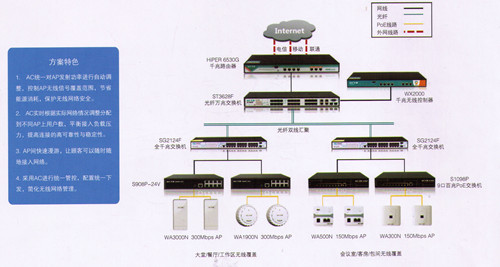 方案特色
1. AC统一对AP发射功率进行自动调
整，控制AP无线信号覆盖范围。节省
能源消耗，保护无线网络安全。
2. AC实时根据实际网络情况调整分配
到不同AP上用户数，平衡接入负载压
力，提高连接的高可靠性与稳定性。
3. AP间快速漫游，让顾客可以随时随
地接入网络。
4. 采用AC进行统一管控，配置统一下
发，简化无线网络管理。
Internet
电信 移动 联通
网线
光纤
PoE线路
外网线路
HiPER 6530G
千兆路由器
ST3628F
光纤万兆交换机
WX2000
千兆无线控制器
光纤双线汇聚
SG2124F
全千兆交换机
SG2124F
全千兆交换机
S908P-24V
S1098P
9口百兆PoE交换机
WA3000N 300Mbps AP
WA1900N 300Mbps AP
WA500N 150Mbps AP
WA300N 150Mbps AP
大堂/餐厅/工作区无线覆盖
会议室/客房/包间无线覆盖